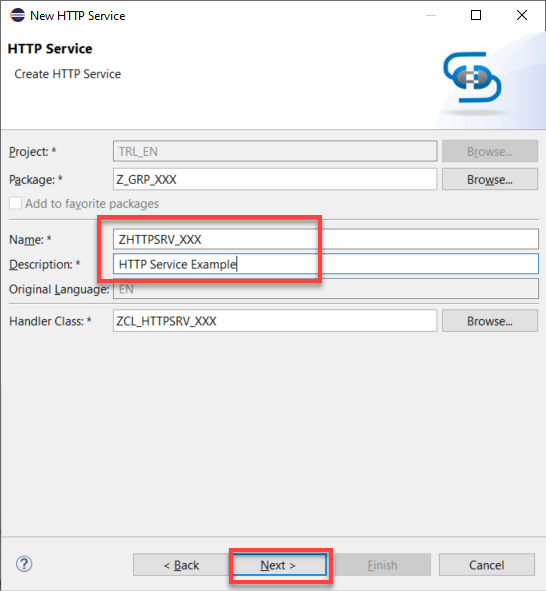 New HTTP Service
HTTP Service
Create HTTP Service
Project: * TRL_EN Browse...
Package: * Z_GRP_XXX Browse...
Add to favorite packages
Name: * ZHTTPSRV_XXX
Description: * HTTP Service Example
Original Language: EN
Handler Class: * ZCL_HTTPSRV_XXX Browse...
? < Back Next > Finish Cancel